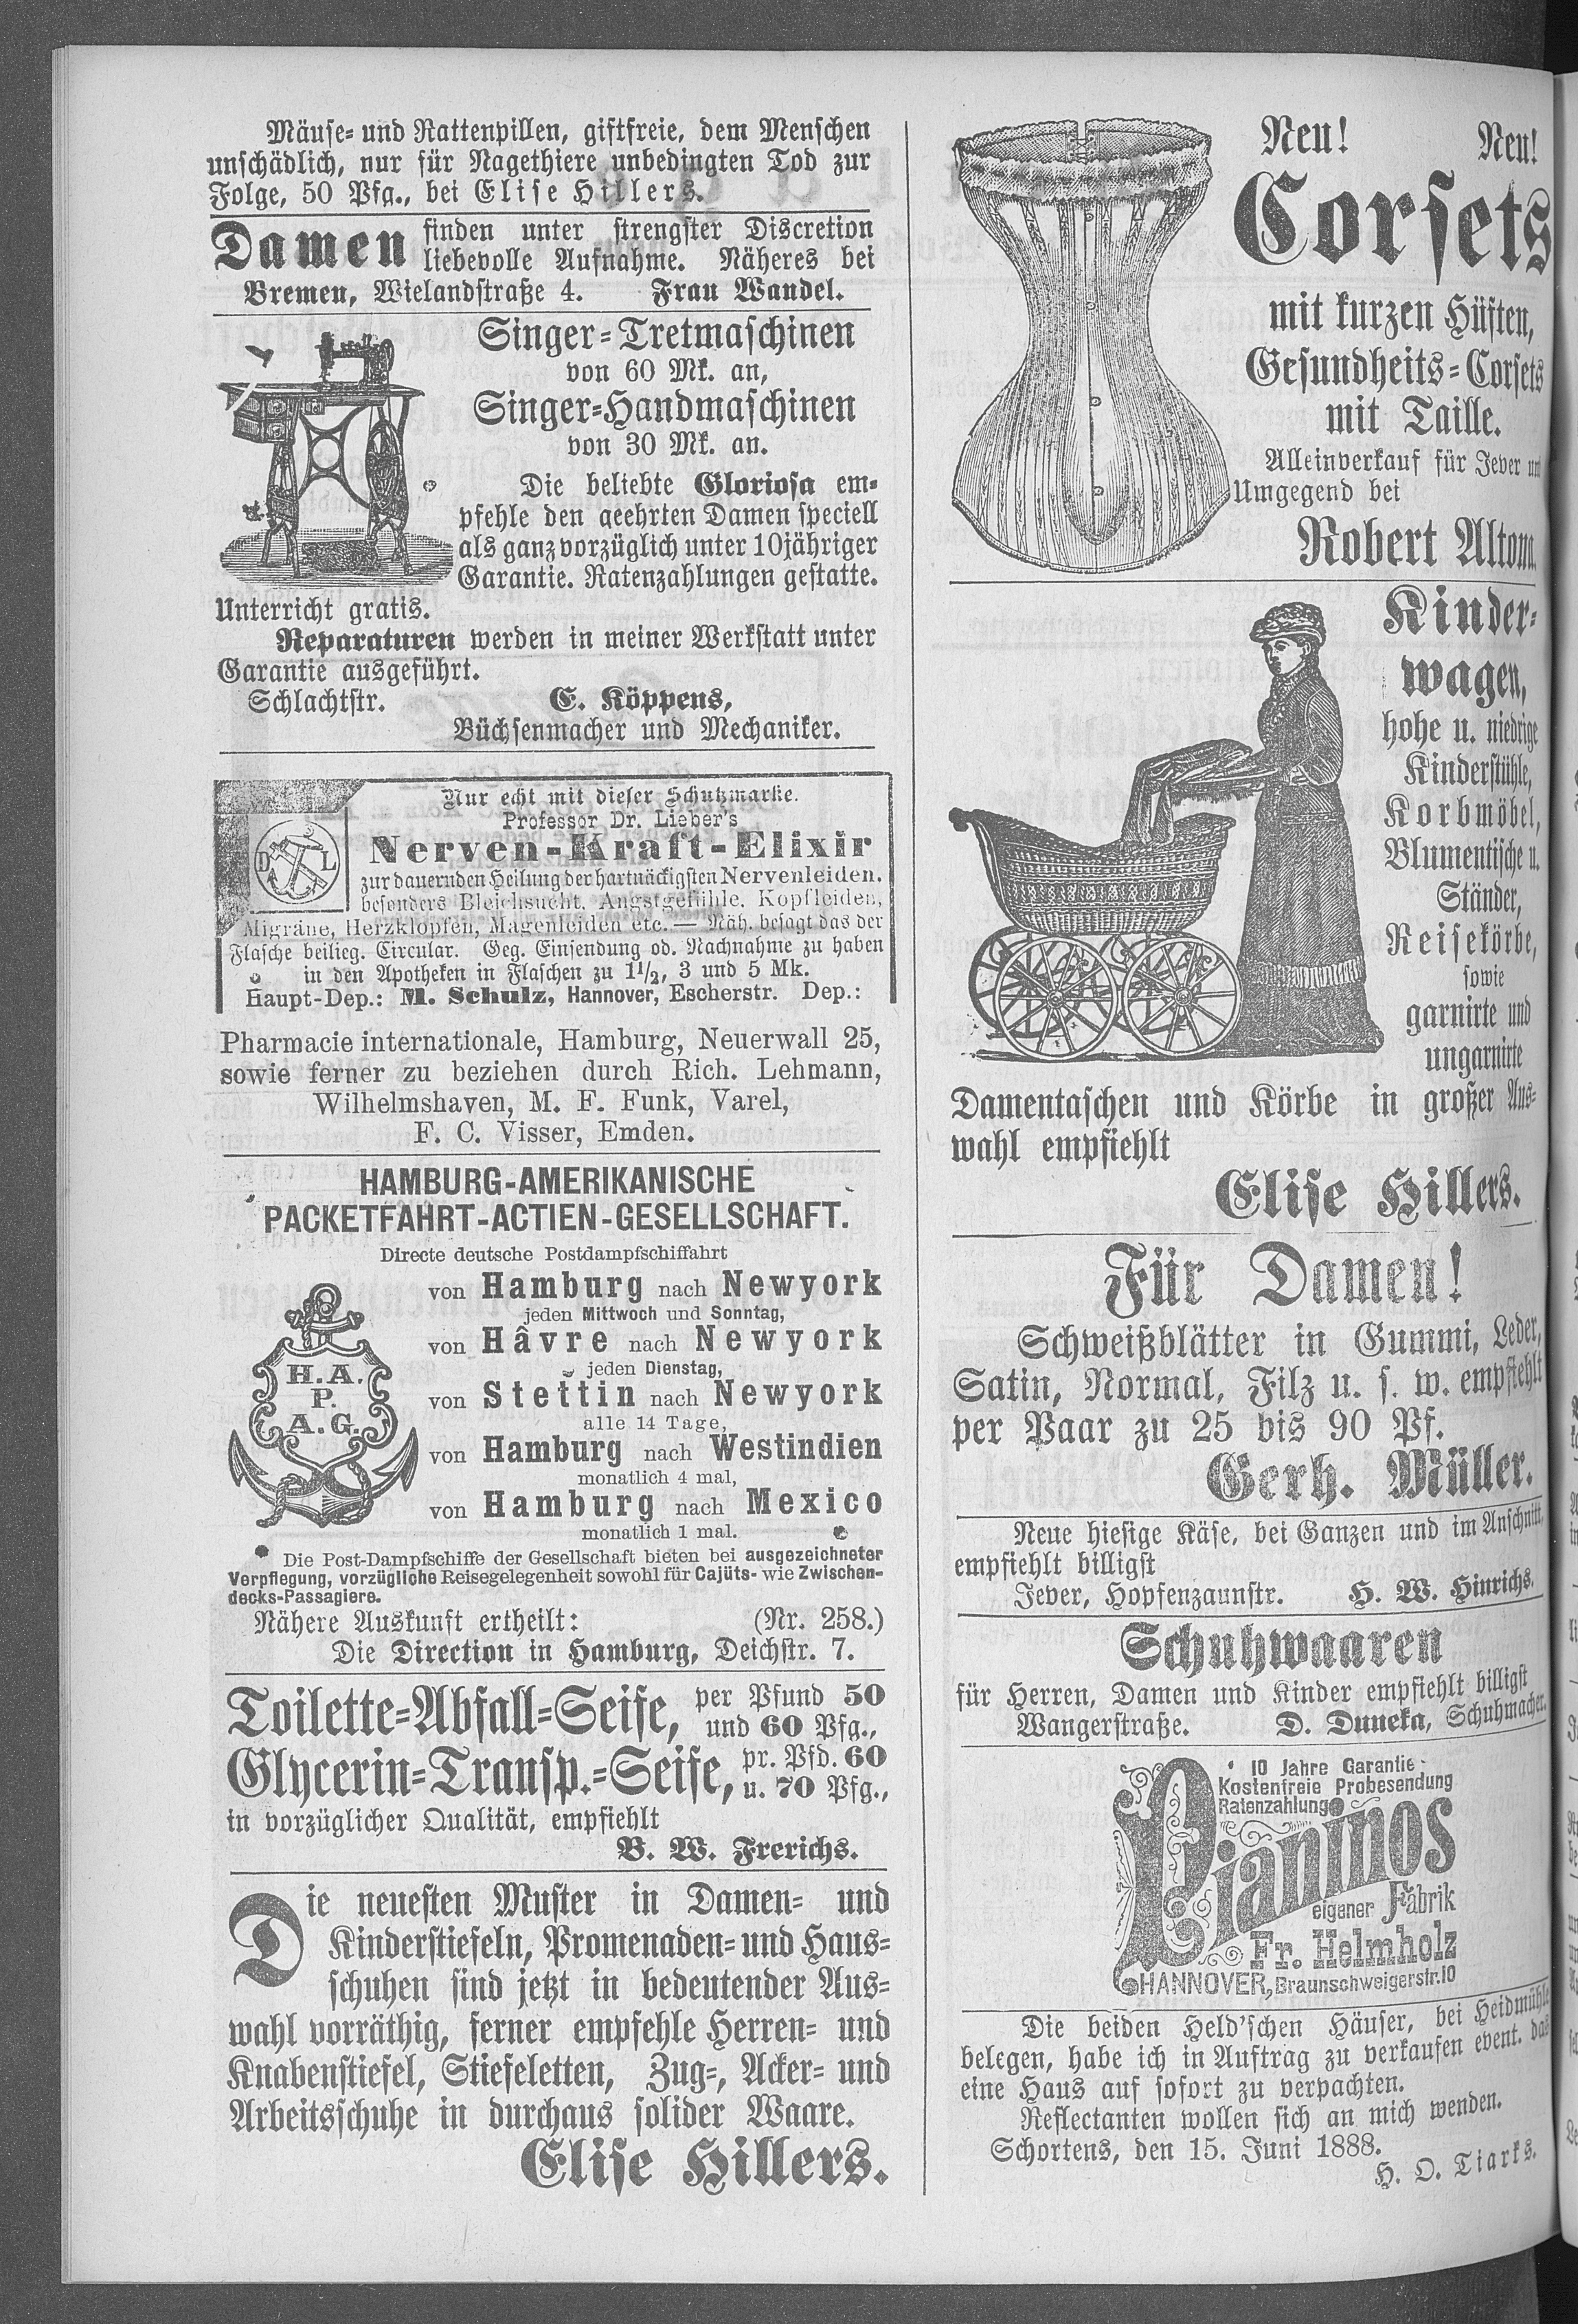 Mäuse- und Rattenpillen, giftfreie, dem Menschen
unschädlich, nur für Nagethiere unbedingten Tod zur
Folge, 50 Pfg., bei Elise Hillers.
Damen finden unter strengster Discretion
liebevolle Aufnahme. Näheres bei
Bremen, Wielandstraße 4. Frau Wandel.
Singer-Tretmaschinen
von 60 Mk. an,
Singer-Handmaschinen
von 30 Mk. an.
Die beliebte Gloriosa em-
pfehle den geehrten Damen speciell
als ganz vorzüglich unter 10jähriger
Garantie. Ratenzahlungen gestatte.
Unterricht gratis.
Reparaturen werden in meiner Werkstatt unter
Garantie ausgeführt.
Schlachtstr. E. Köppens,
Büchsenmacher und Mechaniker.
Nur echt mit dieser Schutzmarke.
Professor Dr. Lieber's
D L
Nerven-Kraft-Elixir
zur dauernden Heilung der hartnäckigsten Nervenleiden.
besonders Bleichsucht, Angstgefühle, Kopfleiden,
Migräne, Herzklopfen, Magenleiden etc. — Näh. besagt das der
Flasche beilieg. Circular. Geg. Einsendung od. Nachnahme zu haben
in den Apotheken in Flaschen zu 1½, 3 und 5 Mk.
Haupt-Dep.: M. Schulz, Hannover, Escherstr. Dep.:
Pharmacie internationale, Hamburg, Neuerwall 25,
sowie ferner zu beziehen durch Rich. Lehmann,
Wilhelmshaven, M. F. Funk, Varel,
F. C. Visser, Emden.
HAMBURG-AMERIKANISCHE
PACKETFAHRT-ACTIEN-GESELLSCHAFT.
Directe deutsche Postdampfschiffahrt
H. A.
P.
A. G.
von Hamburg nach Newyork
jeden Mittwoch und Sonntag,
von Hâvre nach Newyork
jeden Dienstag,
von Stettin nach Newyork
alle 14 Tage,
von Hamburg nach Westindien
monatlich 4 mal,
von Hamburg nach Mexico
monatlich 1 mal.
Die Post-Dampfschiffe der Gesellschaft bieten bei ausgezeichneter
Verpflegung, vorzügliche Reisegelegenheit sowohl für Cajüts- wie Zwischen-
decks-Passagiere.
Nähere Auskunft ertheilt: (Nr. 258.)
Die Direction in Hamburg, Deichstr. 7.
Toilette-Abfall-Seife, per Pfund 50
und 60 Pfg.,
Glycerin-Transp.-Seife, pr. Pfd. 60
u. 70 Pfg.,
in vorzüglicher Qualität, empfiehlt
B. W. Frerichs.
Die neuesten Muster in Damen- und
Kinderstiefeln, Promenaden- und Haus-
schuhen sind jetzt in bedeutender Aus-
wahl vorräthig, ferner empfehle Herren- und
Knabenstiefel, Stiefeletten, Zug-, Acker- und
Arbeitsschuhe in durchaus solider Waare.
Elise Hillers.
Neu! Neu!
Corsets
mit kurzen Hüften,
Gesundheits-Corsets
mit Taille.
Alleinverkauf für Jever und
Umgegend bei
Robert Altona.
Kinder-
wagen,
hohe u. niedrige
Kinderstühle,
Korbmöbel,
Blumentische u.
Ständer,
Reisekörbe,
sowie
garnirte und
ungarnirte
Damentaschen und Körbe in großer Aus-
wahl empfiehlt
Elise Hillers.
Für Damen!
Schweißblätter in Gummi, Leder,
Satin, Normal, Filz u. s. w. empfiehlt
per Paar zu 25 bis 90 Pf.
Gerh. Müller.
Neue hiesige Käse, bei Ganzen und im Anschnitt,
empfiehlt billigst
Jever, Hopfenzaunstr. H. W. Hinrichs.
Schuhwaaren
für Herren, Damen und Kinder empfiehlt billigst
Wangerstraße. D. Duneka, Schuhmacher.
10 Jahre Garantie
Kostenfreie Probesendung
Ratenzahlung
Pianinos
eigener Fabrik
Fr. Helmholz
HANNOVER, Braunschweigerstr. 10
Die beiden Held'schen Häuser, bei Heidmühle
belegen, habe ich in Auftrag zu verkaufen event. das
eine Haus auf sofort zu verpachten.
Reflectanten wollen sich an mich wenden.
Schortens, den 15. Juni 1888.
H. O. Tiarks.